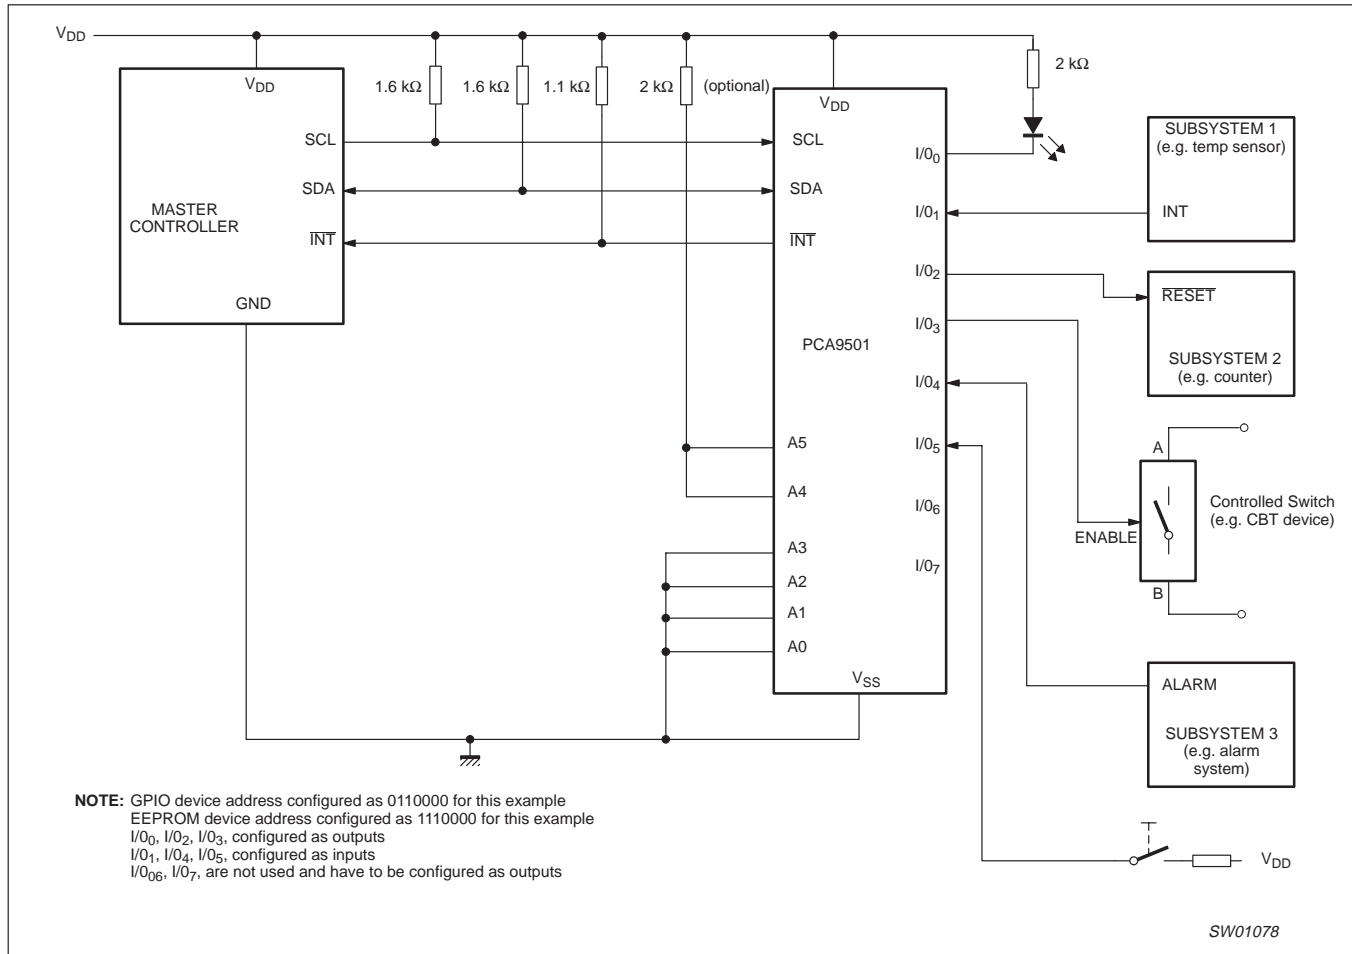 VDD
VDD
1.6 kΩ
1.6 kΩ
1.1 kΩ
2 kΩ
(optional)
VDD
2 kΩ
SCL
SDA
MASTER
CONTROLLER
INT
GND
SCL
SDA
INT
PCA9501
A5
A4
A3
A2
A1
A0
VSS
I/00
I/01
I/02
I/03
I/04
I/05
I/06
I/07
SUBSYSTEM 1
(e.g. temp sensor)
INT
RESET
SUBSYSTEM 2
(e.g. counter)
A
Controlled Switch
(e.g. CBT device)
ENABLE
B
ALARM
SUBSYSTEM 3
(e.g. alarm
system)
VDD
NOTE: GPIO device address configured as 0110000 for this example
EEPROM device address configured as 1110000 for this example
I/00, I/02, I/03, configured as outputs
I/01, I/04, I/05, configured as inputs
I/006, I/07, are not used and have to be configured as outputs
SW01078